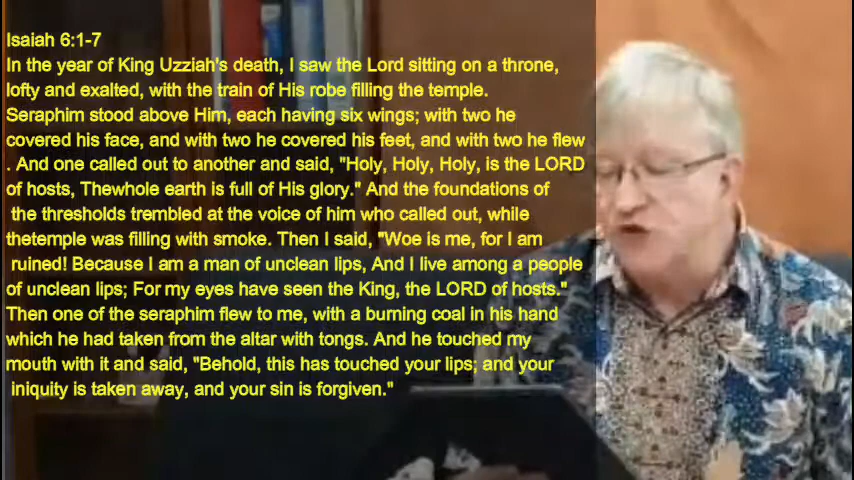 Isaiah 6:1-7
In the year of King Uzziah's death, I saw the Lord sitting on a throne,
lofty and exalted, with the train of His robe filling the temple.
Seraphim stood above Him, each having six wings; with two he
covered his face, and with two he covered his feet, and with two he flew
. And one called out to another and said, "Holy, Holy, Holy, is the LORD
of hosts, Thewhole earth is full of His glory." And the foundations of
the thresholds trembled at the voice of him who called out, while
thetemple was filling with smoke. Then I said, "Woe is me, for I am
ruined! Because I am a man of unclean lips, And I live among a people
of unclean lips; For my eyes have seen the King, the LORD of hosts."
Then one of the seraphim flew to me, with a burning coal in his hand
which he had taken from the altar with tongs. And he touched my
mouth with it and said, "Behold, this has touched your lips; and your
iniquity is taken away, and your sin is forgiven."